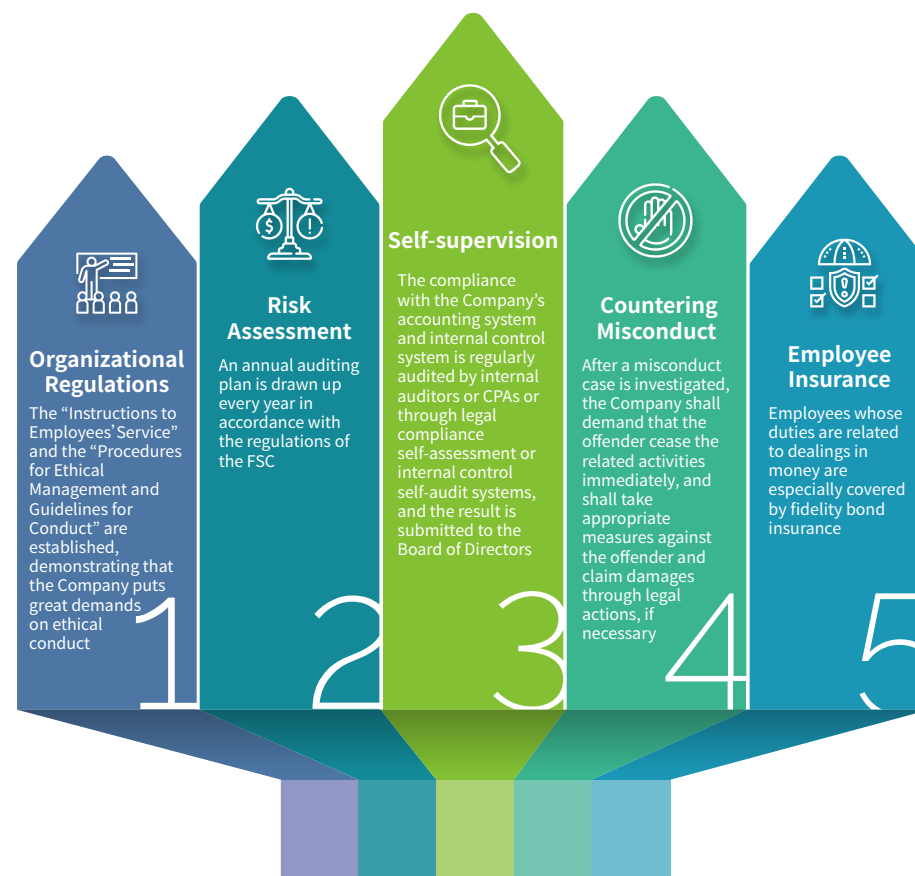 Organizational
Regulations
The “Instructions to
Employees’ Service”
and the “Procedures
for Ethical
Management and
Guidelines for
Conduct” are
established,
demonstrating that
the Company puts
great demands
on ethical
conduct
1
Risk
Assessment
An annual auditing
plan is drawn up
every year in
accordance with
the regulations of
the FSC
2
Self-supervision
The compliance
with the Company’s
accounting system
and internal control
system is regularly
audited by internal
auditors or CPAs or
through legal
compliance
self-assessment or
internal control
self-audit systems,
and the result is
submitted to the
Board of Directors
3
Countering
Misconduct
After a misconduct
case is investigated,
the Company shall
demand that the
offender cease the
related activities
immediately, and
shall take
appropriate
measures against
the offender and
claim damages
through legal
actions, if
necessary
4
Employee
Insurance
Employees whose
duties are related
to dealings in
money are
especially covered
by fidelity bond
insurance
5